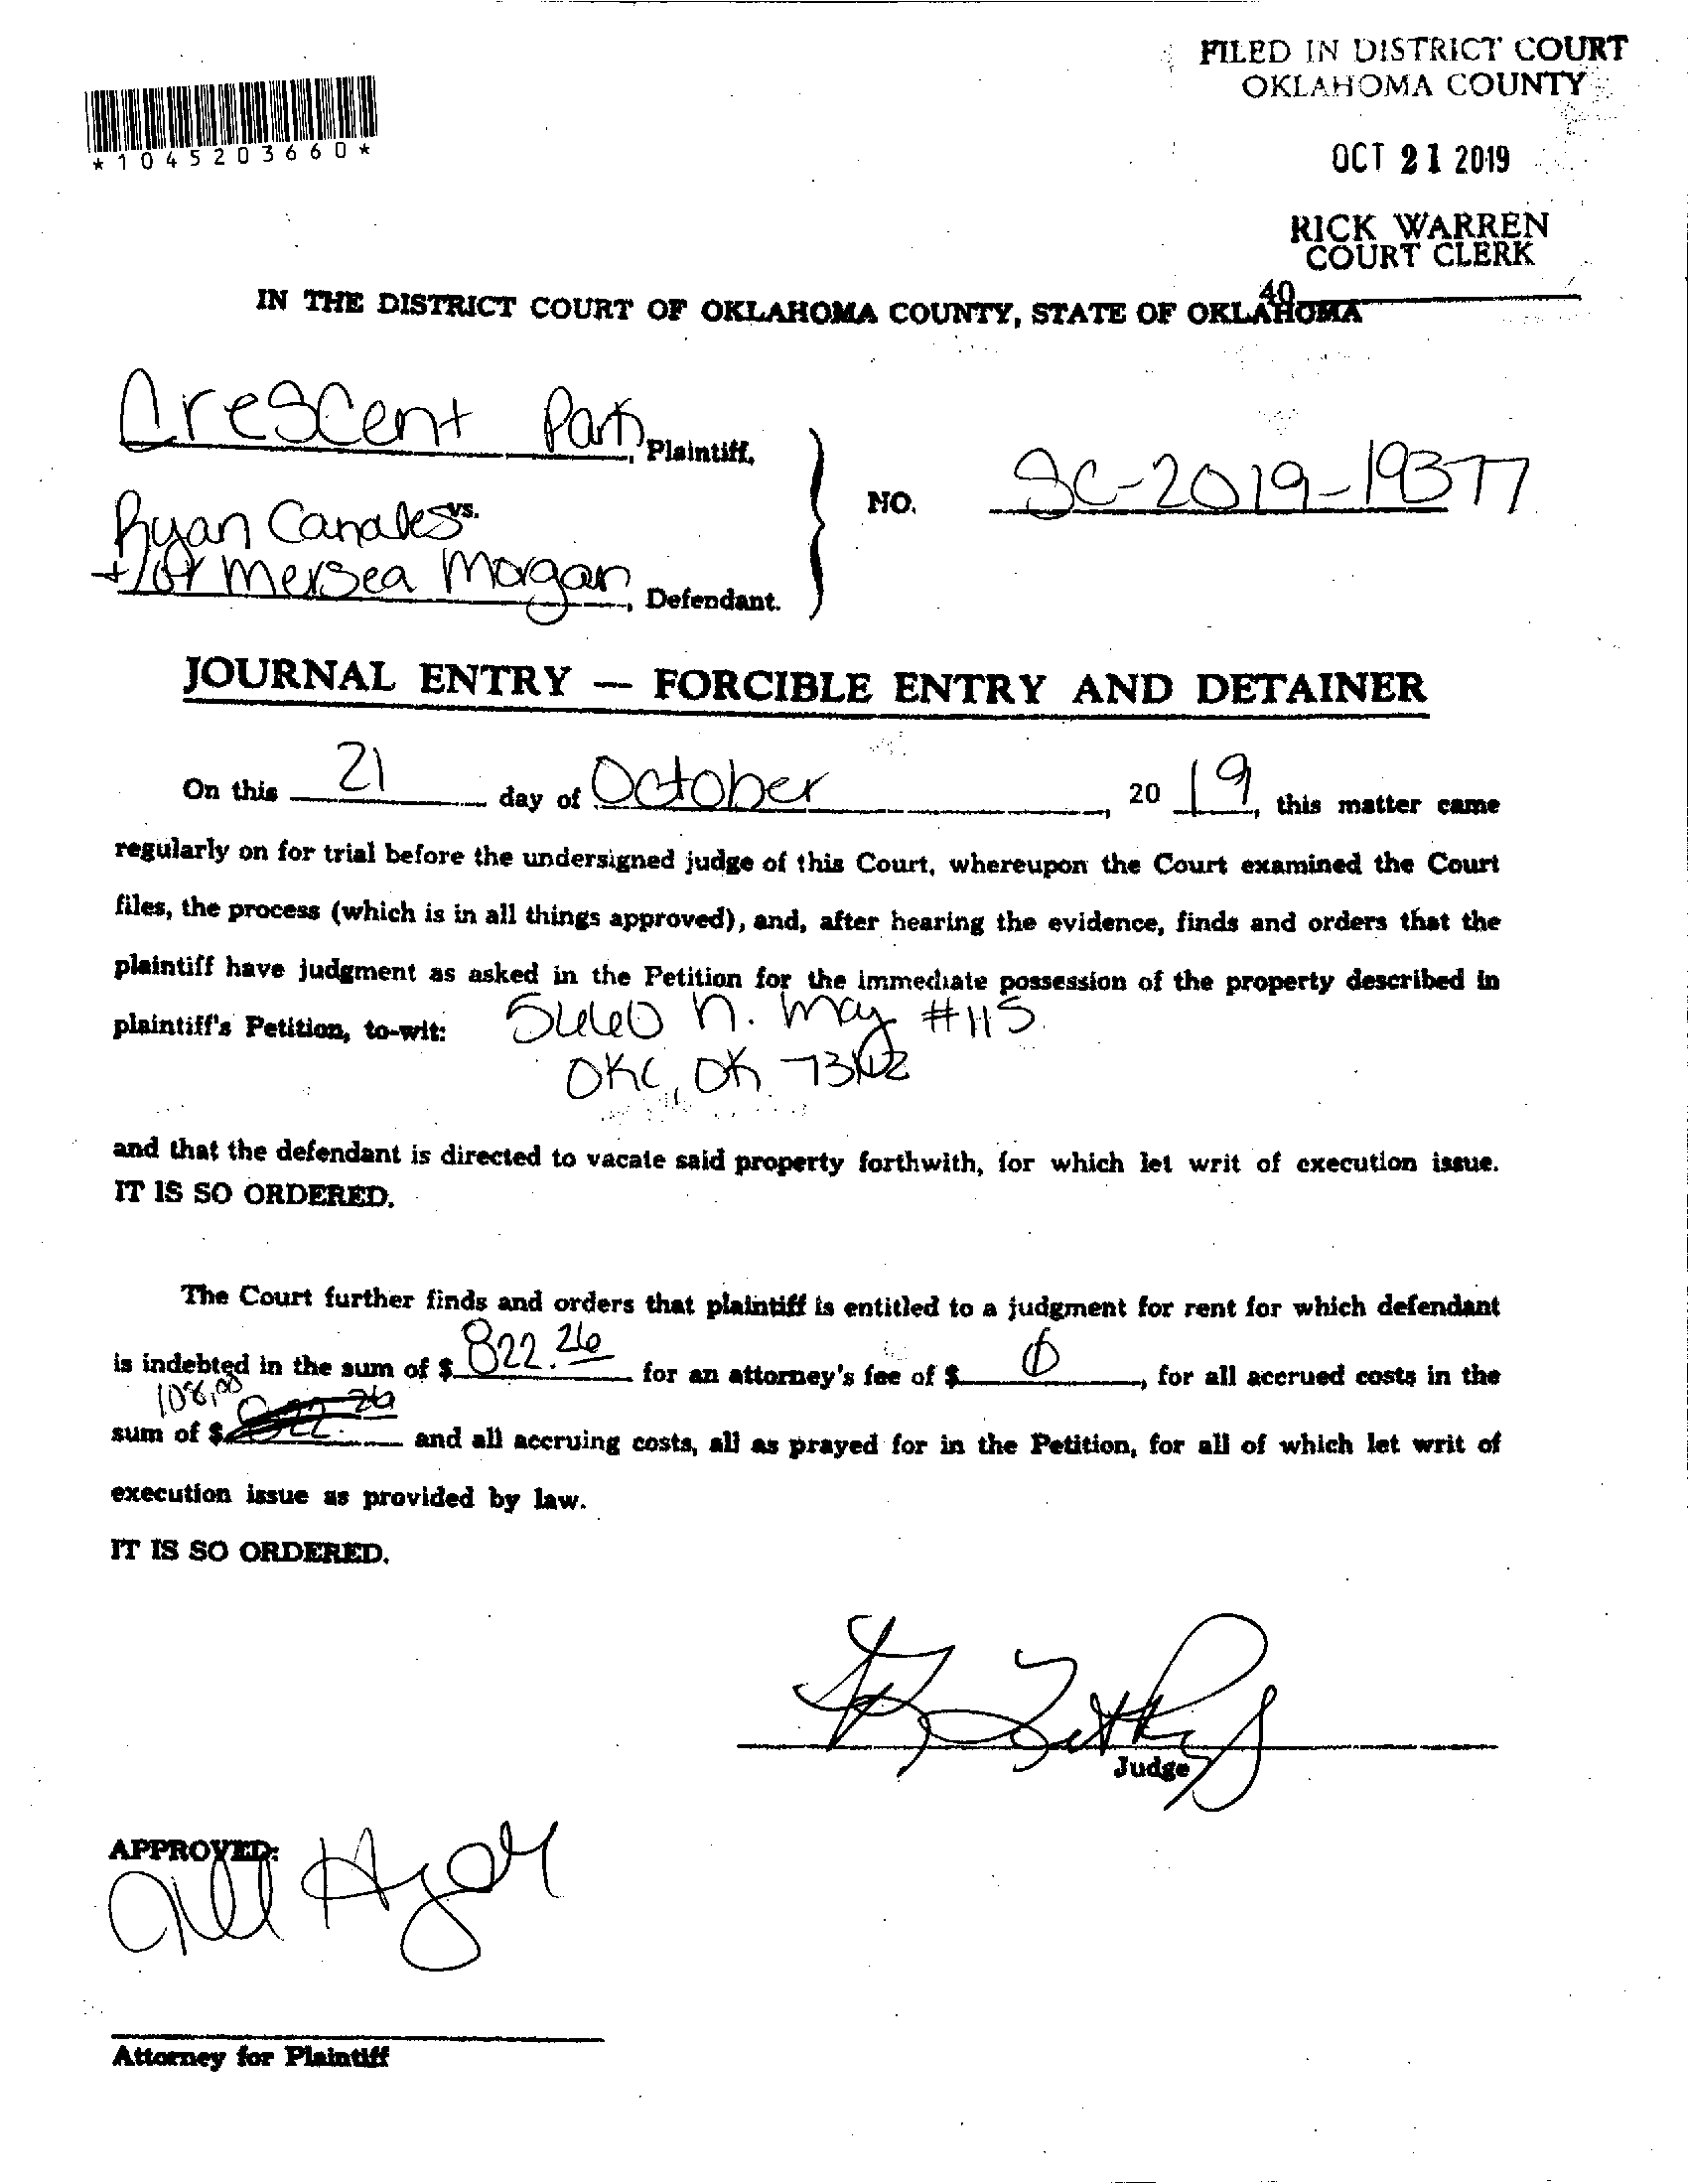 FILED IN DISTRICT COURT
OKLAHOMA COUNTY
OCT 21 2019
*1045203660*
RICK WARREN
COURT CLERK
40
IN THE DISTRICT COURT OF OKLAHOMA COUNTY, STATE OF OKLAHOMA
Crescent Park, Plaintiff,
vs.
NO. SC-2019-19377
Ryan Canales
+/or Mersea Morgan, Defendant.
JOURNAL ENTRY — FORCIBLE ENTRY AND DETAINER
On this 21 day of October, 2019, this matter came
regularly on for trial before the undersigned judge of this Court, whereupon the Court examined the Court
files, the process (which is in all things approved), and, after hearing the evidence, finds and orders that the
plaintiff have judgment as asked in the Petition for the immediate possession of the property described in
plaintiff's Petition, to-wit: N. May #115
OKC, OK 73112
and that the defendant is directed to vacate said property forthwith, for which let writ of execution issue.
IT IS SO ORDERED.
The Court further finds and orders that plaintiff is entitled to a judgment for rent for which defendant
is indebted in the sum of $ 822.26 for an attorney's fee of $ 0, for all accrued costs in the
108.00
sum of $ 822.26 and all accruing costs, all as prayed for in the Petition, for all of which let writ of
execution issue as provided by law.
IT IS SO ORDERED.
Judge
APPROVED:
Attorney for Plaintiff